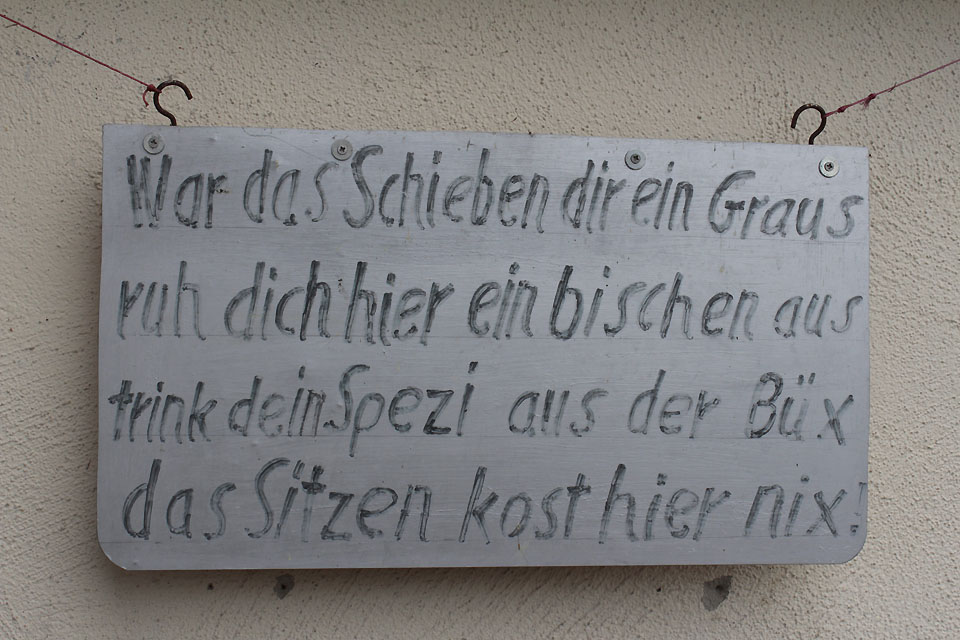 War das Schieben dir ein Graus
ruh dich hier ein bischen aus
trink dein Spezi aus der Büx
das Sitzen kost hier nix!